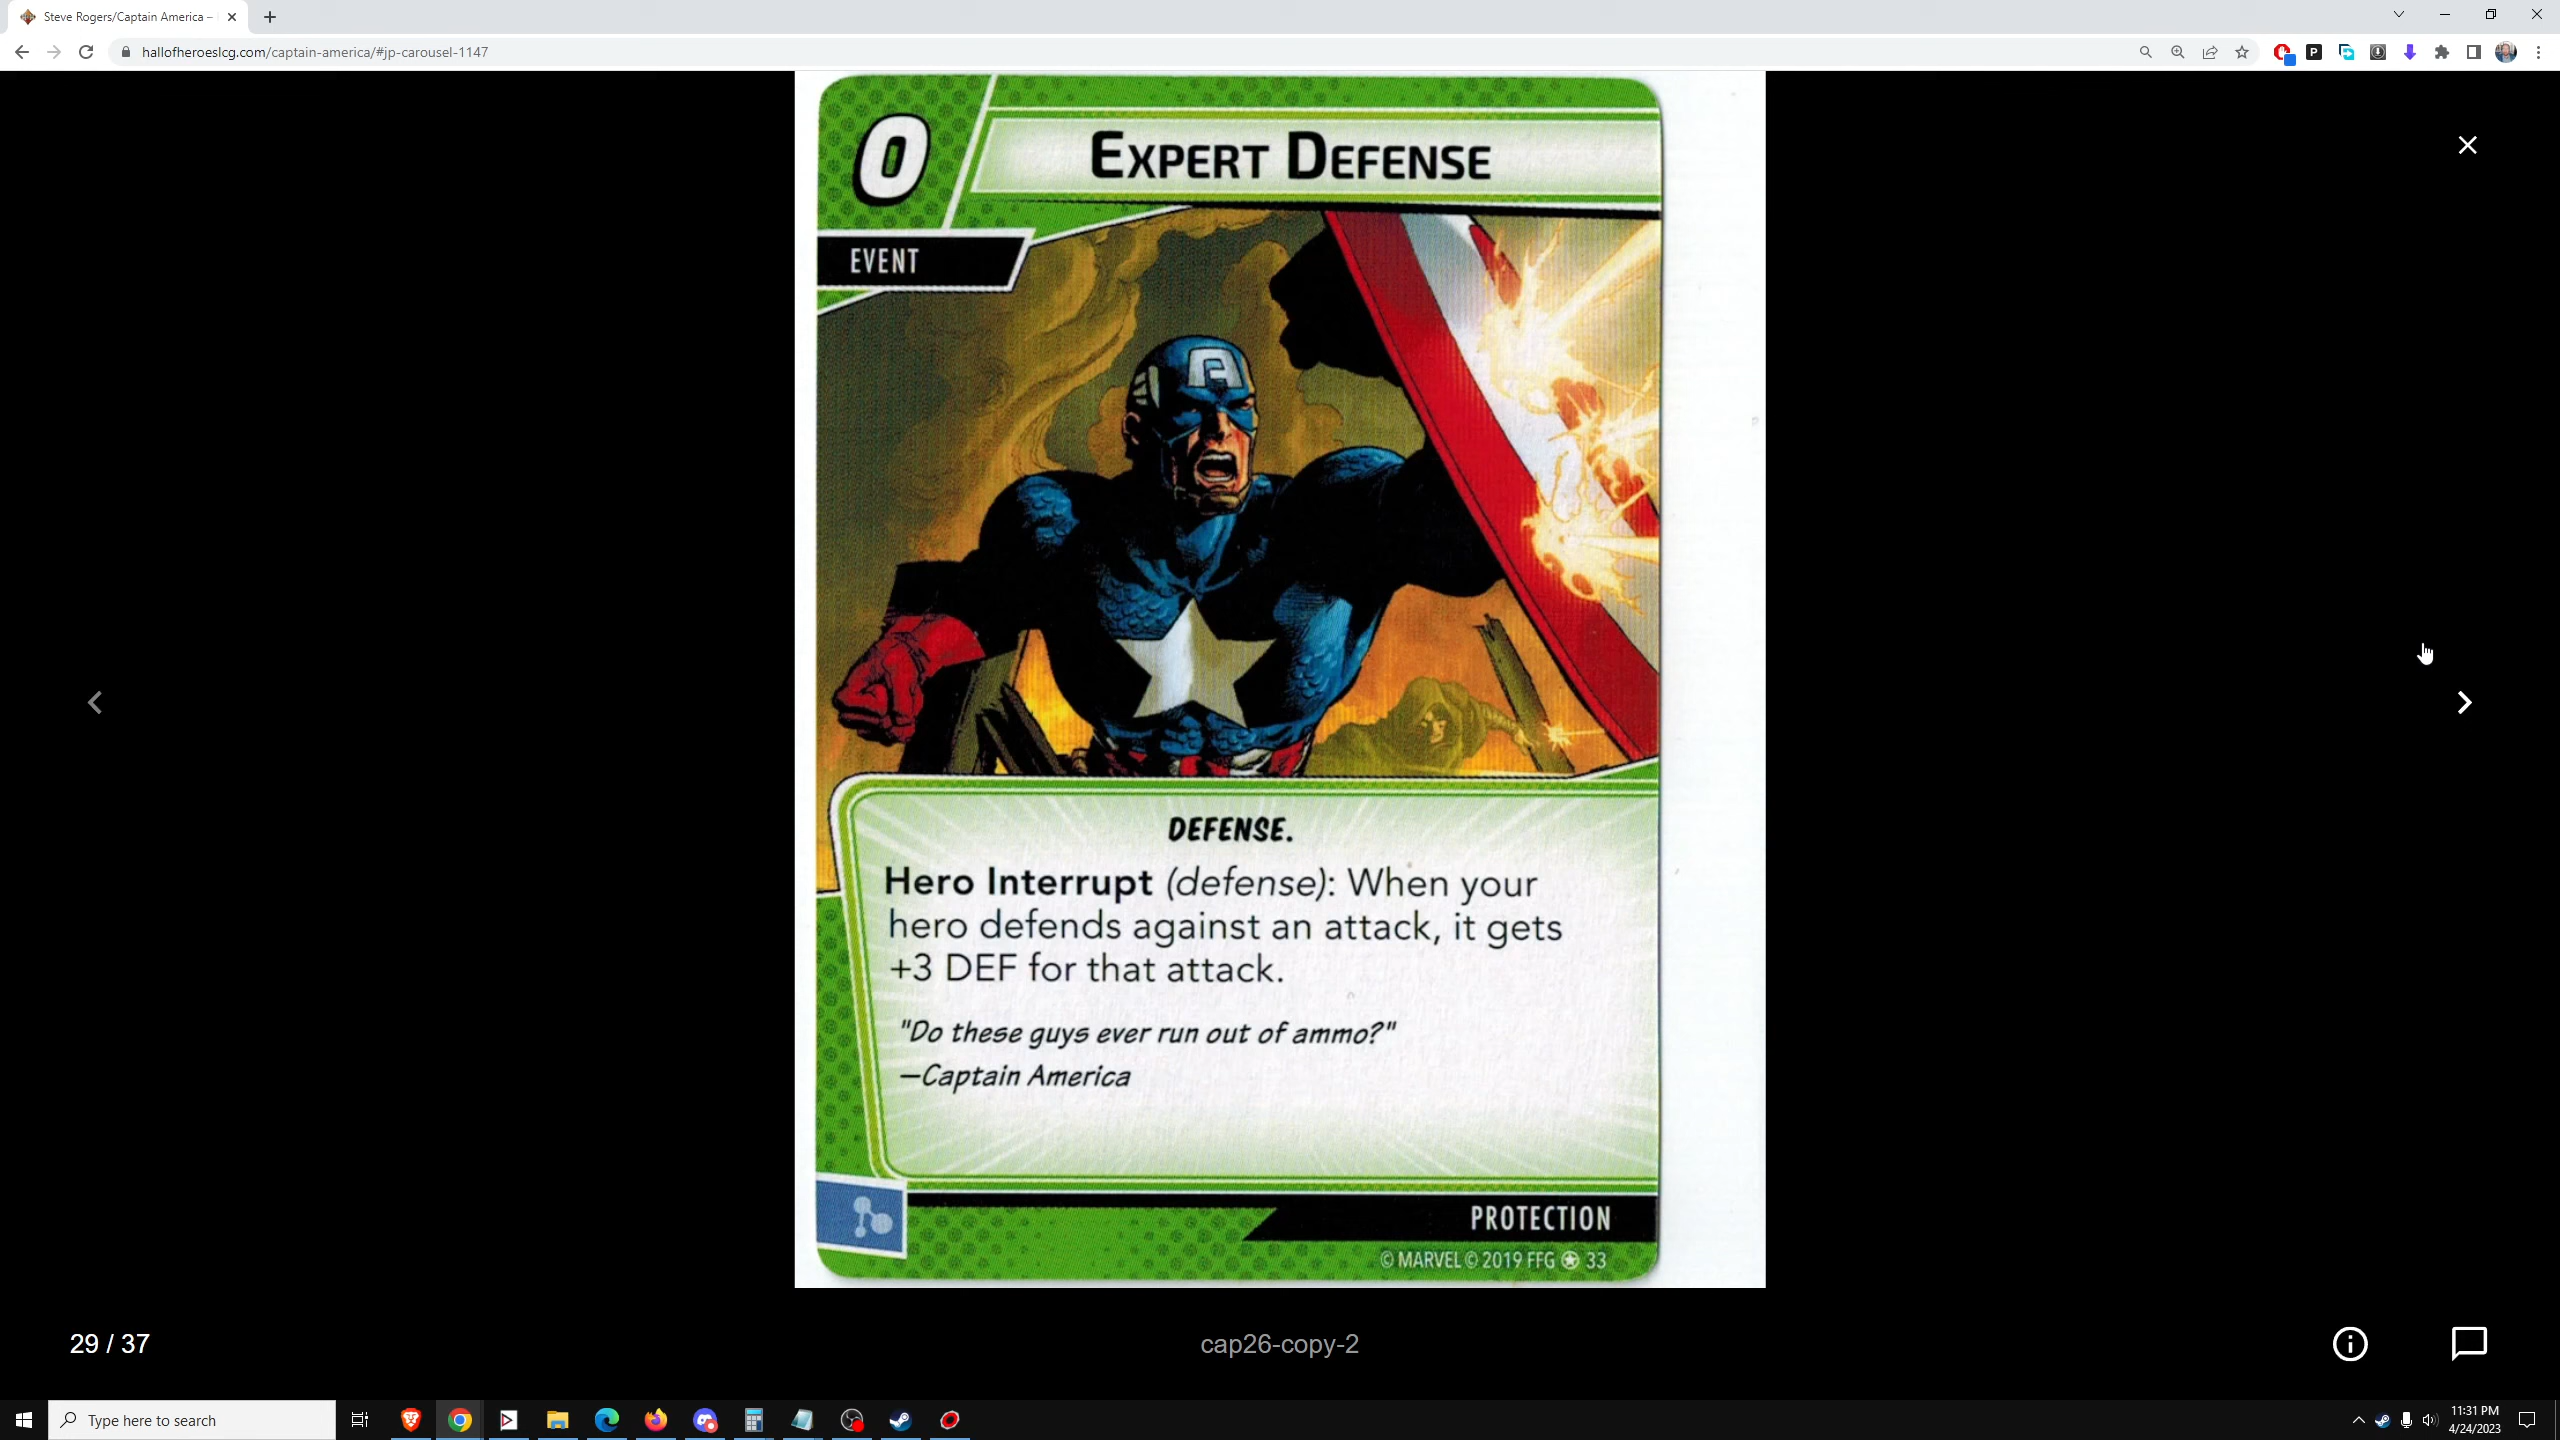 Steve Rogers/Captain America –
hallofheroeslcg.com/captain-america/#jp-carousel-1147
0
EXPERT DEFENSE
EVENT
A
DEFENSE.
Hero Interrupt (defense): When your
hero defends against an attack, it gets
+3 DEF for that attack.
"Do these guys ever run out of ammo?"
—Captain America
PROTECTION
© MARVEL © 2019 FFG 33
29 / 37
cap26-copy-2
Type here to search
11:31 PM
4/24/2023